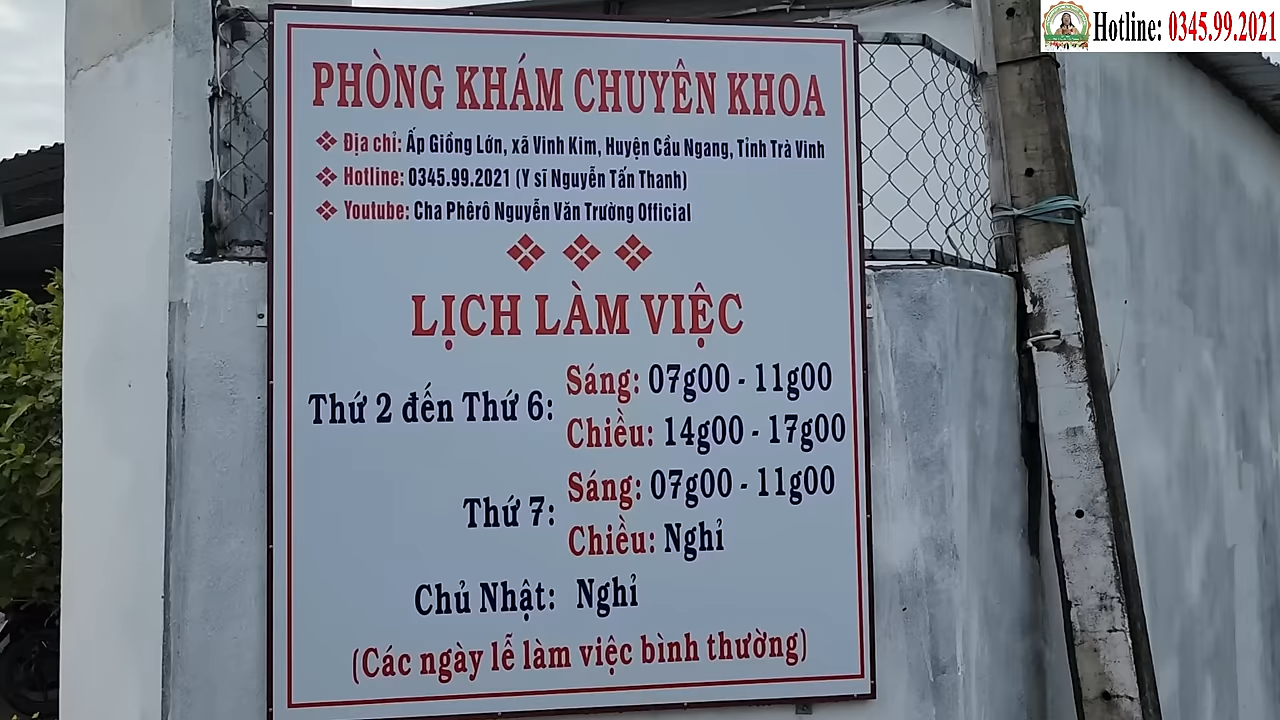 Hotline: 0345.99.2021
PHÒNG KHÁM CHUYÊN KHOA
Địa chỉ: Ấp Giồng Lớn, xã Vinh Kim, Huyện Cầu Ngang, Tỉnh Trà Vinh
Hotline: 0345.99.2021 (Y sĩ Nguyễn Tấn Thanh)
Youtube: Cha Phêrô Nguyễn Văn Trường Official
LỊCH LÀM VIỆC
Thứ 2 đến Thứ 6: Sáng: 07g00 - 11g00
Chiều: 14g00 - 17g00
Thứ 7: Sáng: 07g00 - 11g00
Chiều: Nghỉ
Chủ Nhật: Nghỉ
(Các ngày lễ làm việc bình thường)